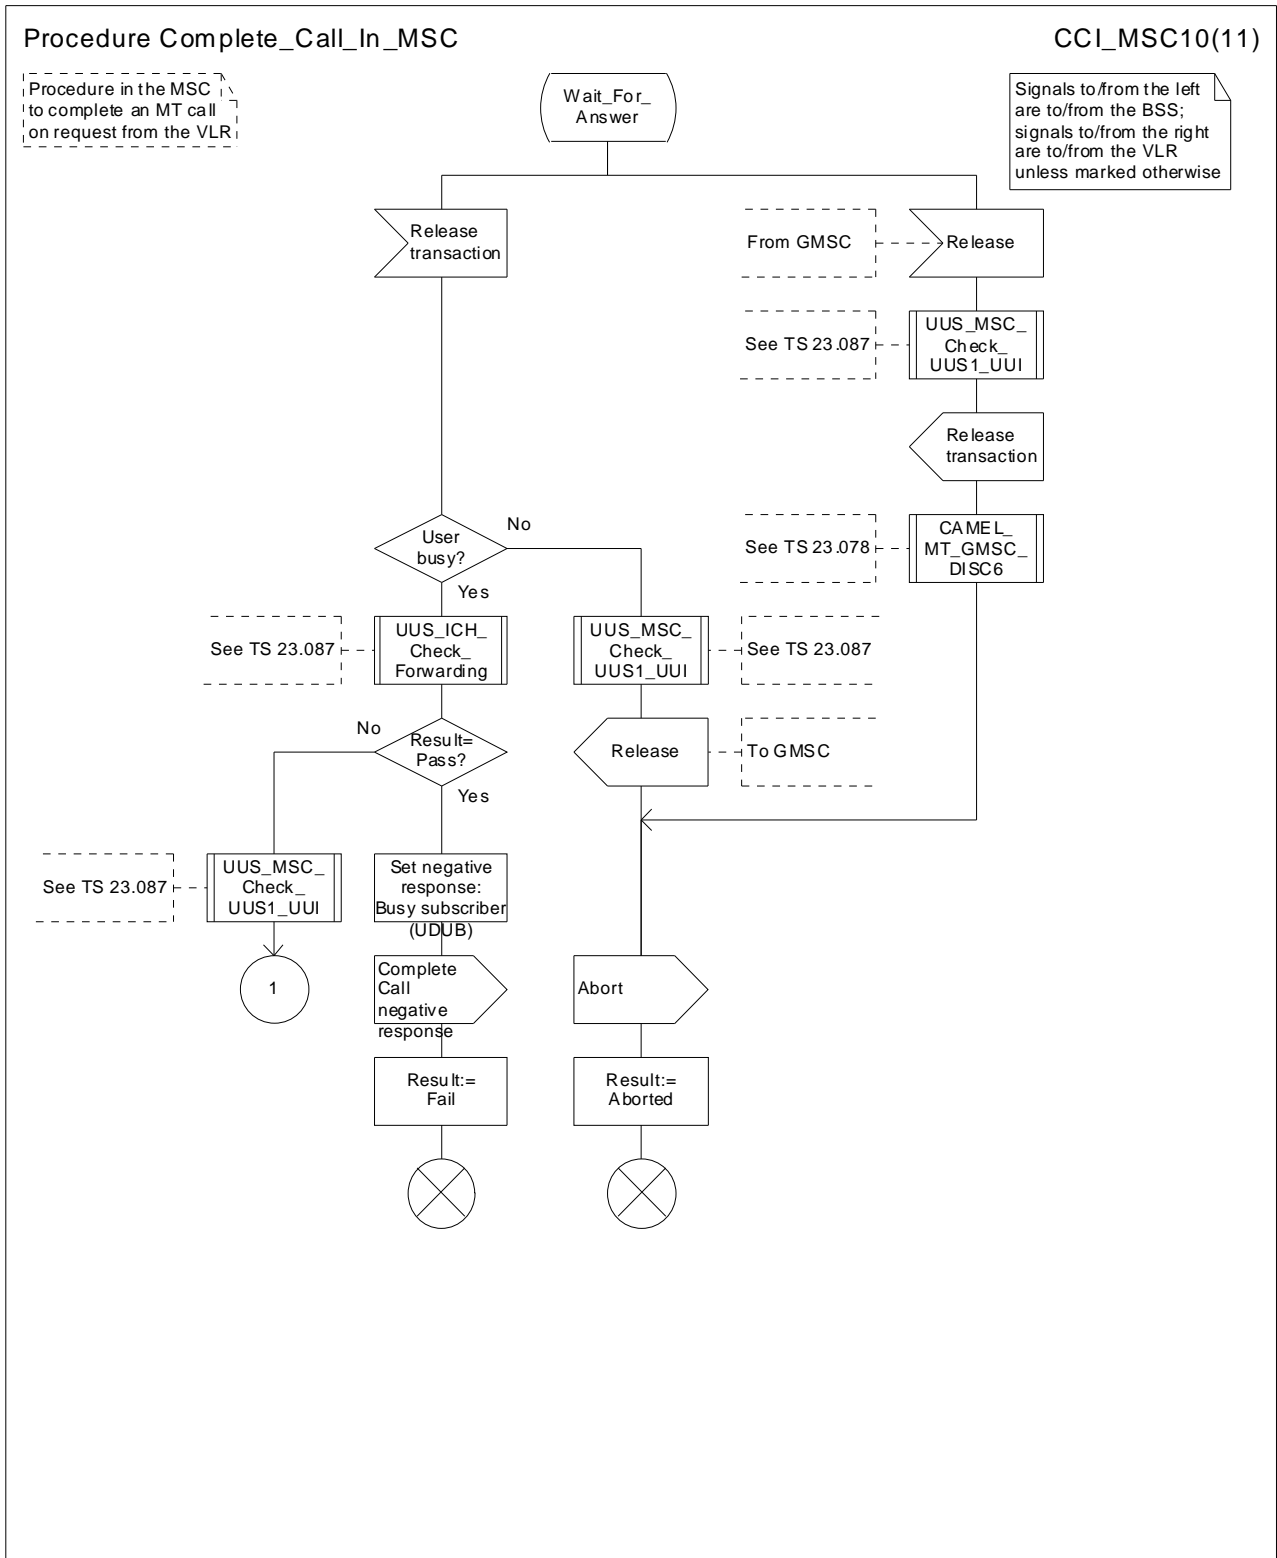 Procedure Complete_Call_In_MSC
CCI_MSC10(11)
Procedure in the MSC
to complete an MT call
on request from the VLR
Wait_For_
Answer
Signals to/from the left
are to/from the BSS;
signals to/from the right
are to/from the VLR
unless marked otherwise
Release
transaction
From GMSC
Release
See TS 23.087
UUS_MSC_
Check_
UUS1_UUI
Release
transaction
User
busy?
No
Yes
See TS 23.078
CAMEL_
MT_GMSC_
DISC6
See TS 23.087
UUS_ICH_
Check_
Forwarding
UUS_MSC_
Check_
UUS1_UUI
See TS 23.087
No
Result=
Pass?
Yes
Release
To GMSC
See TS 23.087
UUS_MSC_
Check_
UUS1_UUI
Set negative
response:
Busy subscriber
(UDUB)
1
Complete
Call
negative
response
Abort
Result:=
Fail
Result:=
Aborted